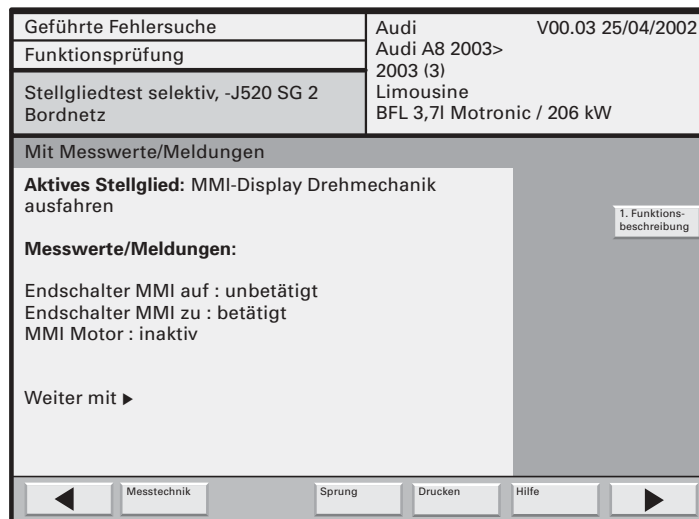 Geführte Fehlersuche
Funktionsprüfung
Stellgliedtest selektiv, -J520 SG 2
Bordnetz
Audi V00.03 25/04/2002
Audi A8 2003>
2003 (3)
Limousine
BFL 3,7l Motronic / 206 kW
Mit Messwerte/Meldungen
Aktives Stellglied: MMI-Display Drehmechanik
ausfahren
Messwerte/Meldungen:
Endschalter MMI auf : unbetätigt
Endschalter MMI zu : betätigt
MMI Motor : inaktiv
Weiter mit ▶
1. Funktions-
beschreibung
Messtechnik
Sprung
Drucken
Hilfe